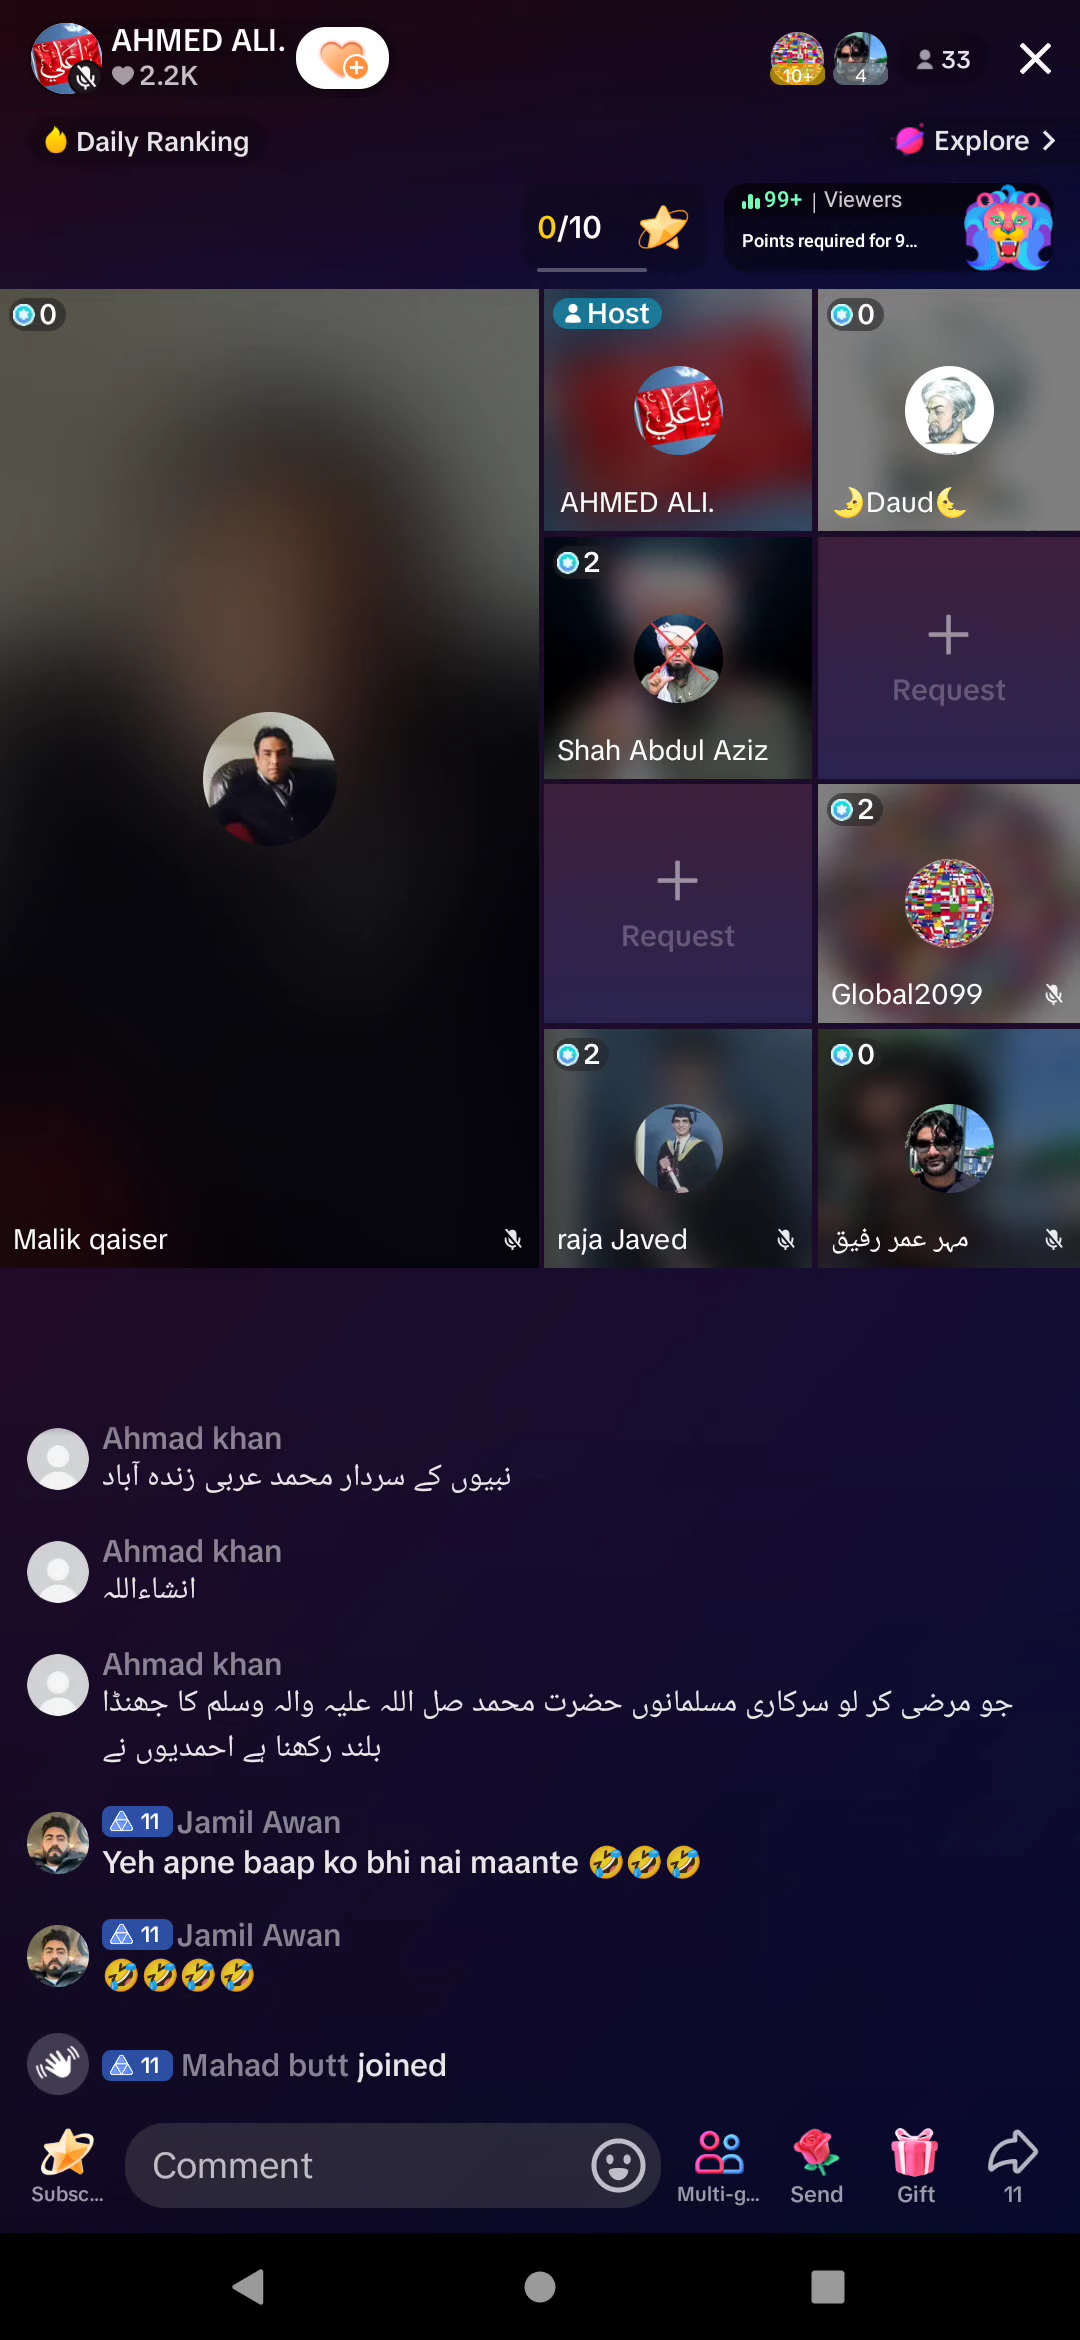 AHMED ALI.
2.2K
10+
4
33
Daily Ranking
Explore
0/10
99+ | Viewers
Points required for 9...
0
Host
يا علي
AHMED ALI.
0
🌛Daud🌜
2
Shah Abdul Aziz
Request
Request
2
Global2099
Malik qaiser
2
raja Javed
0
مہر عمر رفیق
Ahmad khan
نبیوں کے سردار محمد عربی زندہ آباد
Ahmad khan
انشاءاللہ
Ahmad khan
جو مرضی کر لو سرکاری مسلمانوں حضرت محمد صل اللہ علیہ والہ وسلم کا جھنڈا
بلند رکھنا ہے احمدیوں نے
11 Jamil Awan
Yeh apne baap ko bhi nai maante 🤣🤣🤣
11 Jamil Awan
🤣🤣🤣🤣
11 Mahad butt joined
Comment
Subsc...
Multi-g...
Send
Gift
11